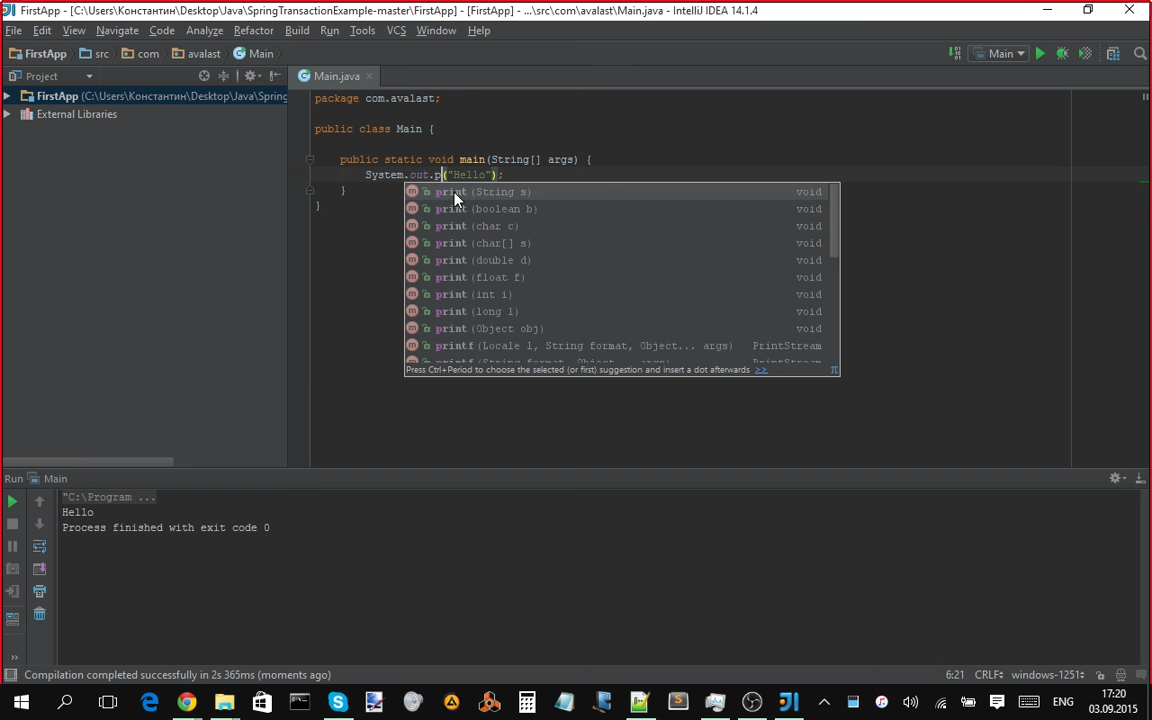 FirstApp - [C:\Users\Константин\Desktop\Java\SpringTransactionExample-master\FirstApp] - [FirstApp] - ...\src\com\avalast\Main.java - IntelliJ IDEA 14.1.4
File Edit View Navigate Code Analyze Refactor Build Run Tools VCS Window Help
FirstApp src com avalast Main Main
Project Main.java
FirstApp (C:\Users\Константин\Desktop\Java\Spring
External Libraries
package com.avalast;
public class Main {
public static void main(String[] args) {
System.out.p("Hello");
}
}
print(String s) void
print(boolean b) void
print(char c) void
print(char[] s) void
print(double d) void
print(float f) void
print(int i) void
print(long l) void
print(Object obj) void
printf(Locale l, String format, Object... args) PrintStream
printf(String format, Object... args) PrintStream
Press Ctrl+Period to choose the selected (or first) suggestion and insert a dot afterwards >> π
Run Main
"C:\Program ...
Hello
Process finished with exit code 0
Compilation completed successfully in 2s 365ms (moments ago) 6:21 CRLF windows-1251
ENG 17:20
03.09.2015